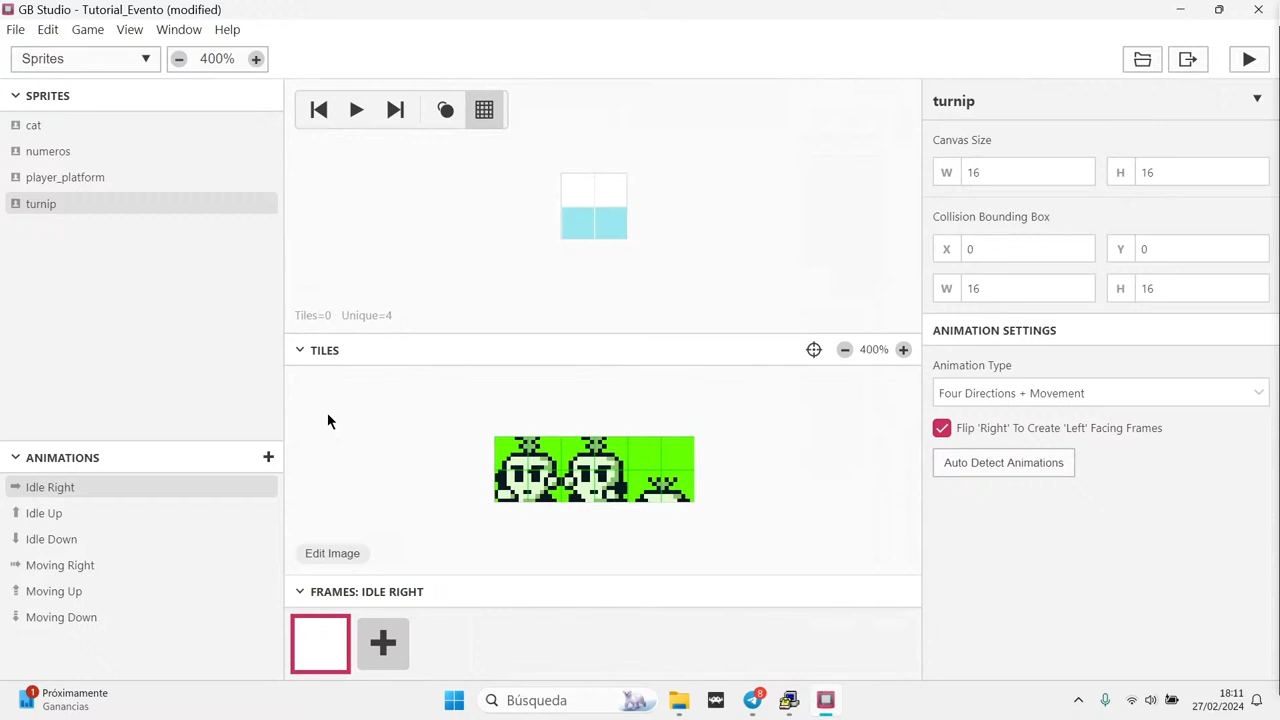 GB Studio - Tutorial_Evento (modified)
File Edit Game View Window Help
Sprites
400%
SPRITES
cat
numeros
player_platform
turnip
Tiles=0 Unique=4
TILES
400%
Edit Image
ANIMATIONS
Idle Right
Idle Up
Idle Down
Moving Right
Moving Up
Moving Down
FRAMES: IDLE RIGHT
turnip
Canvas Size
W 16 H 16
Collision Bounding Box
X 0 Y 0
W 16 H 16
ANIMATION SETTINGS
Animation Type
Four Directions + Movement
Flip 'Right' To Create 'Left' Facing Frames
Auto Detect Animations
1
Próximamente
Ganancias
Búsqueda
8
18:11
27/02/2024